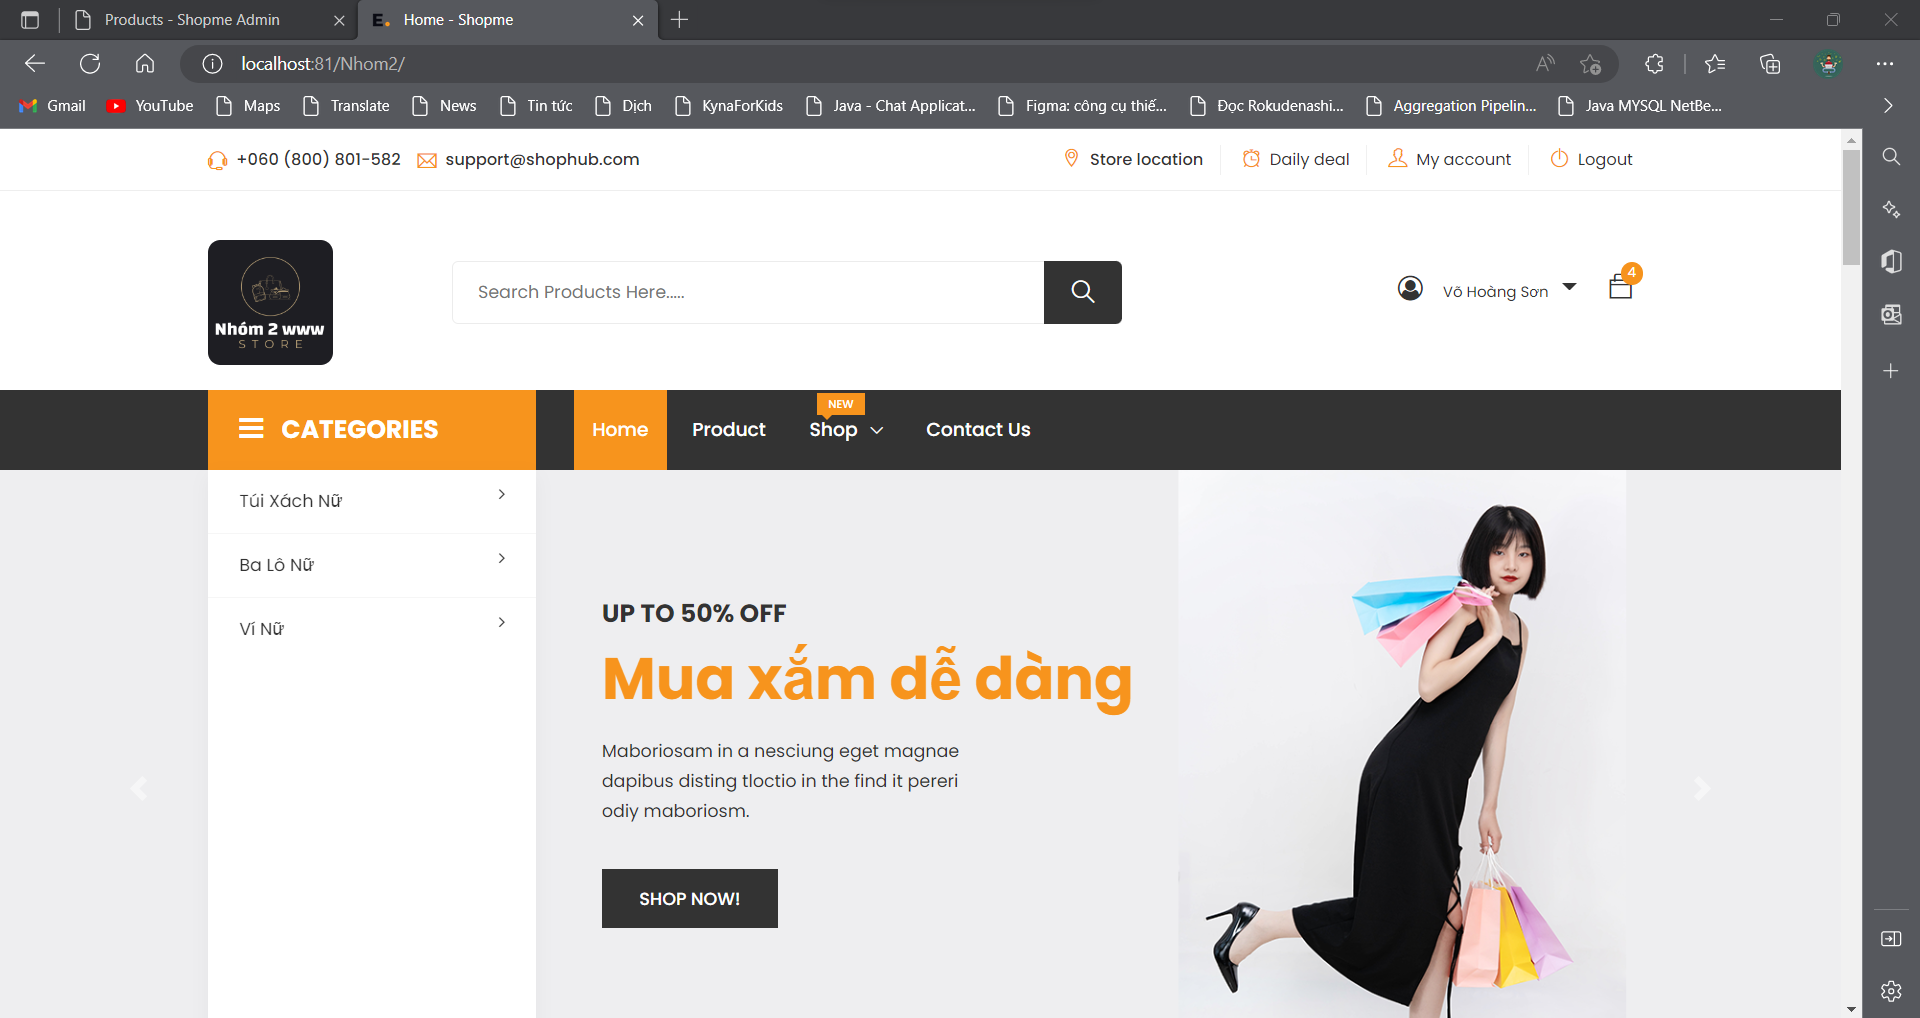 Products - Shopme Admin
E. Home - Shopme
localhost:81/Nhom2/
Gmail YouTube Maps Translate News Tin tức Dịch KynaForKids Java - Chat Applicat... Figma: công cụ thiế... Đọc Rokudenashi... Aggregation Pipelin... Java MYSQL NetBe...
+060 (800) 801-582 support@shophub.com Store location Daily deal My account Logout
Nhóm 2 www
STORE
Search Products Here.....
Võ Hoàng Sơn
4
CATEGORIES
Home Product Shop Contact Us
NEW
Túi Xách Nữ
Ba Lô Nữ
Ví Nữ
UP TO 50% OFF
Mua xắm dễ dàng
Maboriosam in a nesciung eget magnae
dapibus disting tloctio in the find it pereri
odiy maboriosm.
SHOP NOW!